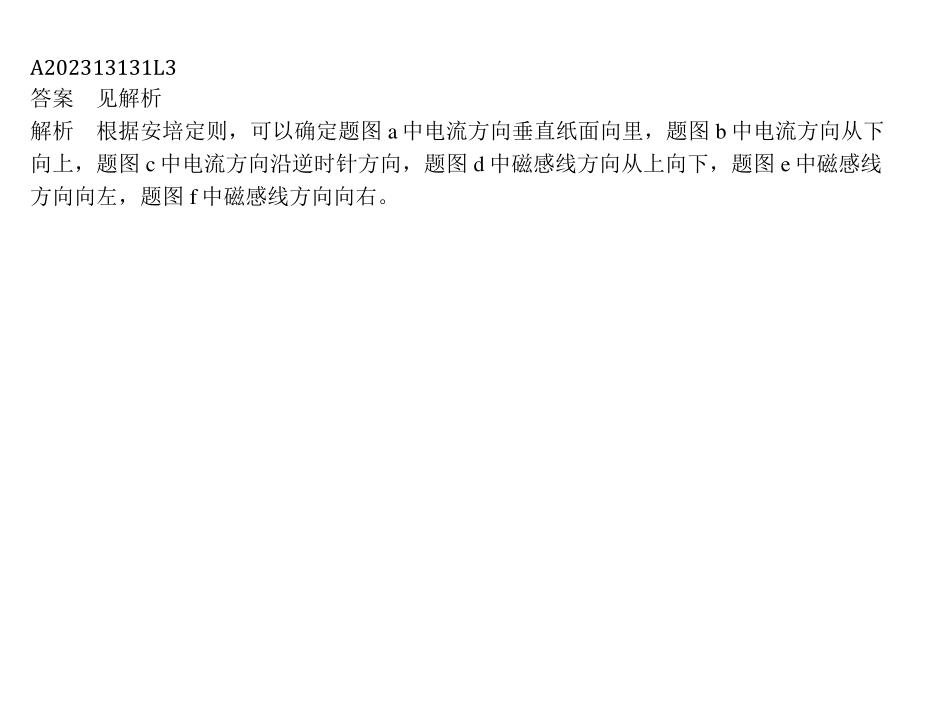 A202313131L3
答案　见解析
解析　根据安培定则，可以确定题图 a 中电流方向垂直纸面向里，题图 b 中电流方向从下
向上，题图 c 中电流方向沿逆时针方向，题图 d 中磁感线方向从上向下，题图 e 中磁感线
方向向左，题图 f 中磁感线方向向右。